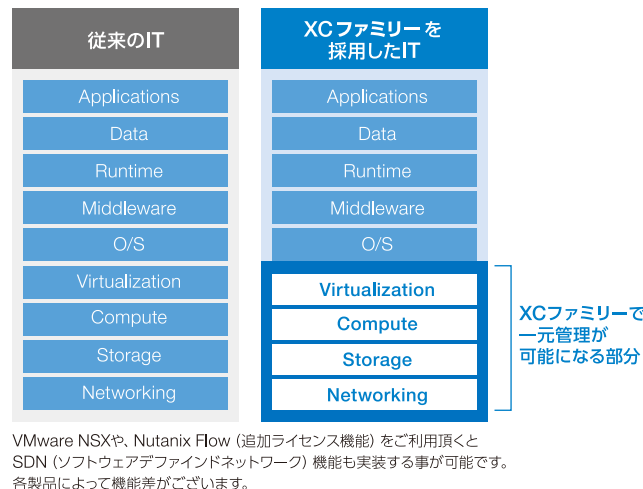 従来のIT
Applications
Data
Runtime
Middleware
O/S
Virtualization
Compute
Storage
Networking
XCファミリーを
採用したIT
Applications
Data
Runtime
Middleware
O/S
Virtualization
Compute
Storage
Networking
XCファミリーで
一元管理が
可能になる部分
VMware NSXや、Nutanix Flow（追加ライセンス機能）をご利用頂くと
SDN（ソフトウェアデファインドネットワーク）機能も実装する事が可能です。
各製品によって機能差がございます。